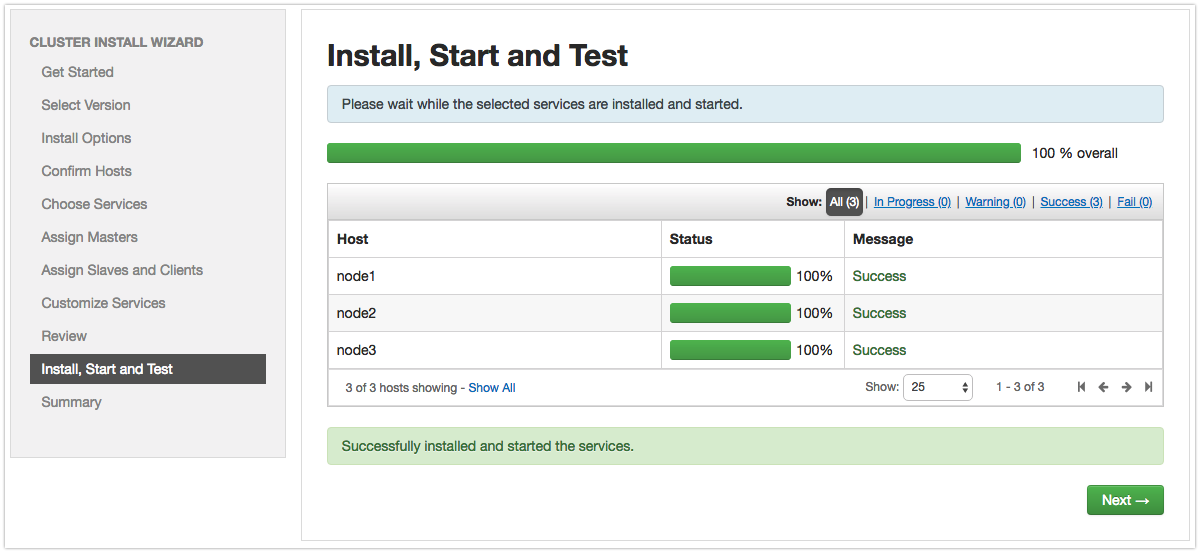 CLUSTER INSTALL WIZARD
Get Started
Select Version
Install Options
Confirm Hosts
Choose Services
Assign Masters
Assign Slaves and Clients
Customize Services
Review
Install, Start and Test
Summary
Install, Start and Test
Please wait while the selected services are installed and started.
100 % overall
Show: All (3) | In Progress (0) | Warning (0) | Success (3) | Fail (0)
Host Status Message
node1 100% Success
node2 100% Success
node3 100% Success
3 of 3 hosts showing - Show All Show: 25 1 - 3 of 3
Successfully installed and started the services.
Next →